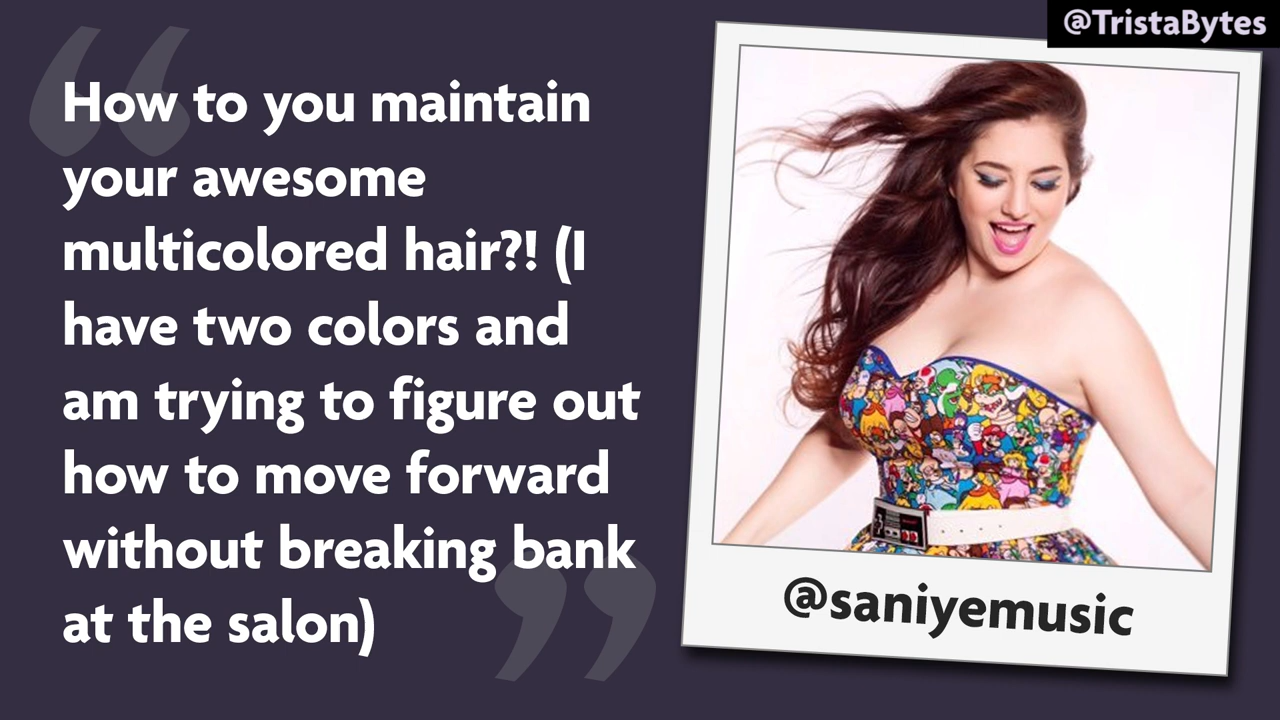 @TristaBytes
How to you maintain
your awesome
multicolored hair?! (I
have two colors and
am trying to figure out
how to move forward
without breaking bank
at the salon)
@saniyemusic